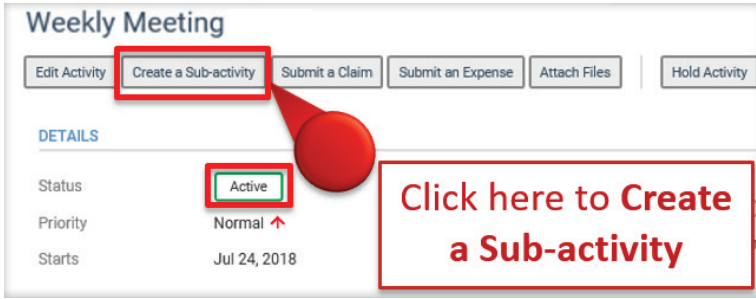 Weekly Meeting
Edit Activity Create a Sub-activity Submit a Claim Submit an Expense Attach Files Hold Activity
DETAILS
Status Active
Priority Normal
Starts Jul 24, 2018
Click here to Create
a Sub-activity